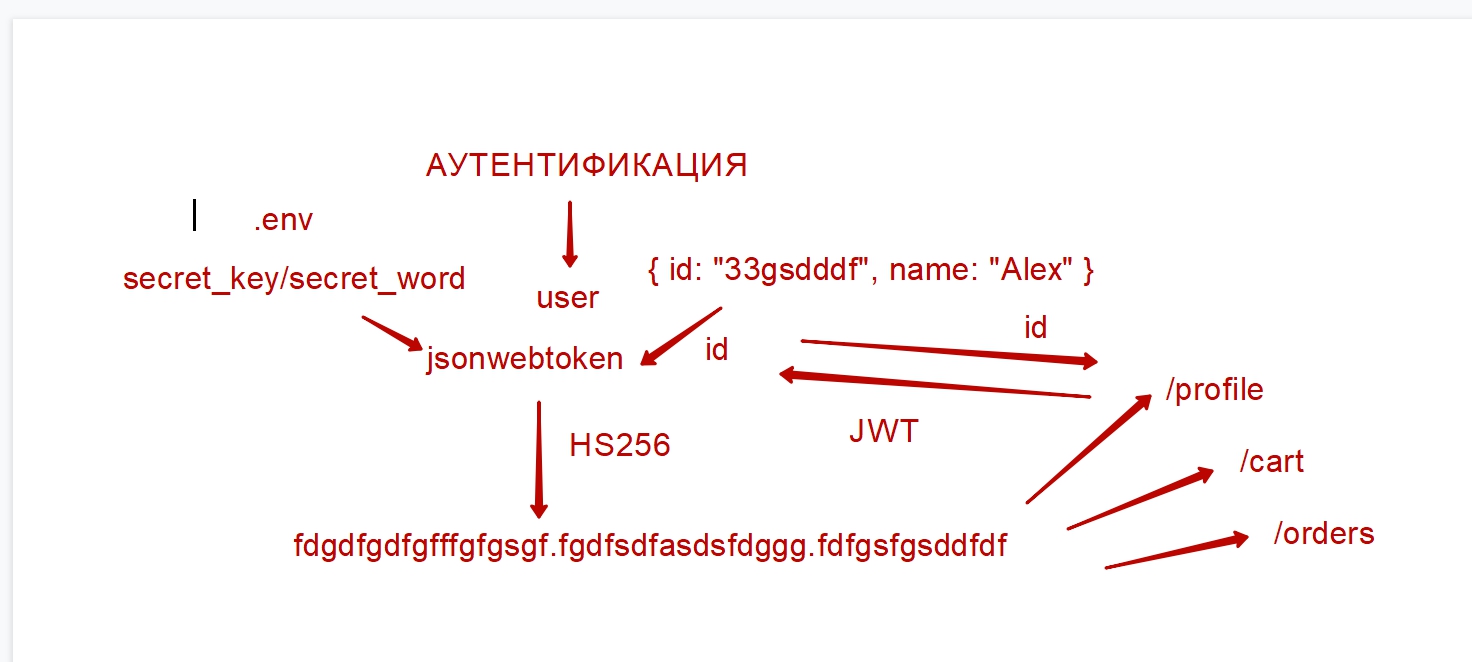 АУТЕНТИФИКАЦИЯ
.env
secret_key/secret_word
{ id: "33gsdddf", name: "Alex" }
user
id
jsonwebtoken
id
/profile
HS256
JWT
/cart
/orders
fdgdfgdfgfffgfgsgf.fgdfsdfasdsfdggg.fdfgsfgsddfdf